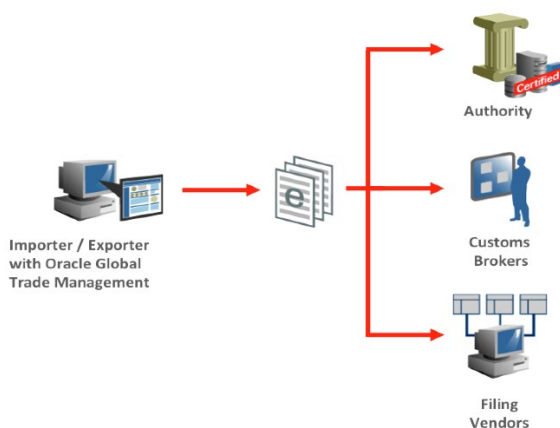 Certified
Authority
e
Importer / Exporter
with Oracle Global
Trade Management
Customs
Brokers
Filing
Vendors